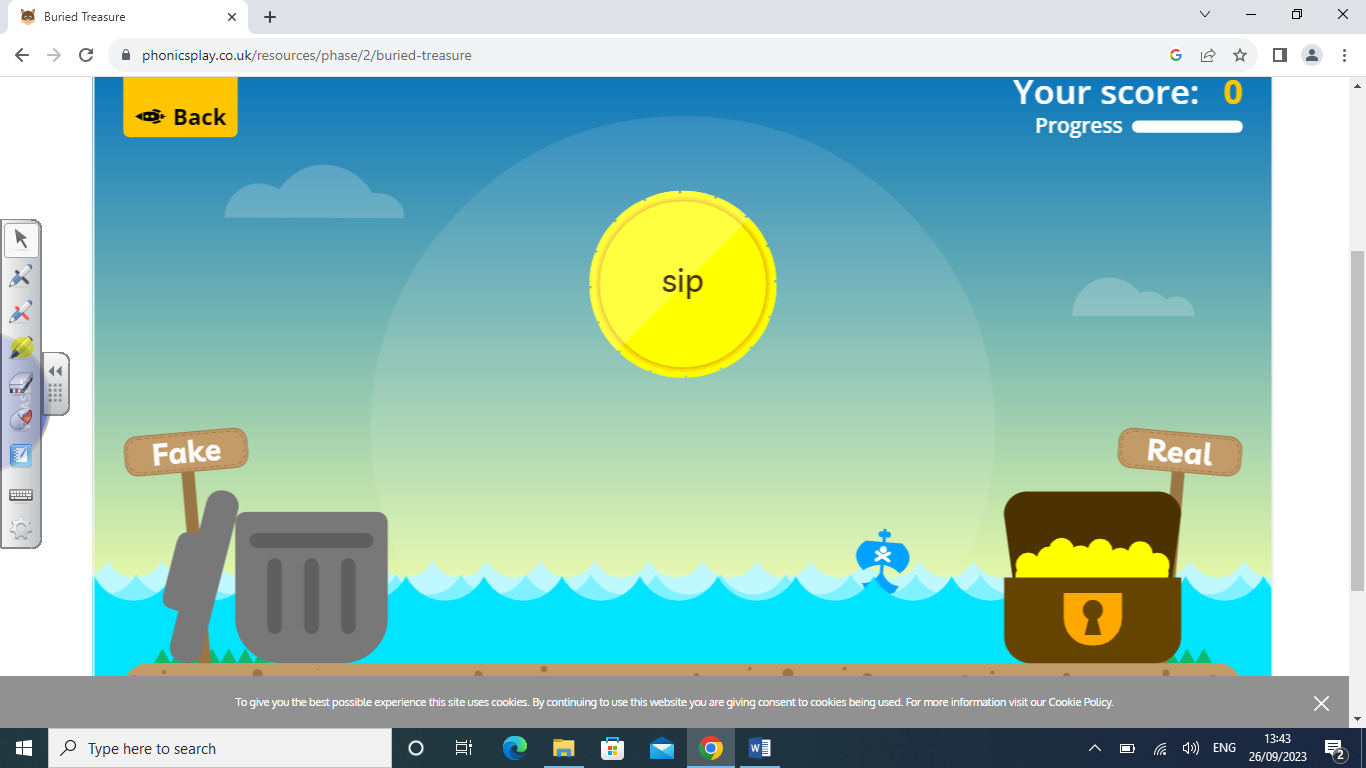 Buried Treasure
phonicsplay.co.uk/resources/phase/2/buried-treasure
Back
Your score: 0
Progress
sip
Fake
Real
To give you the best possible experience this site uses cookies. By continuing to use this website you are giving consent to cookies being used. For more information visit our Cookie Policy.
Type here to search
ENG
13:43
26/09/2023
2